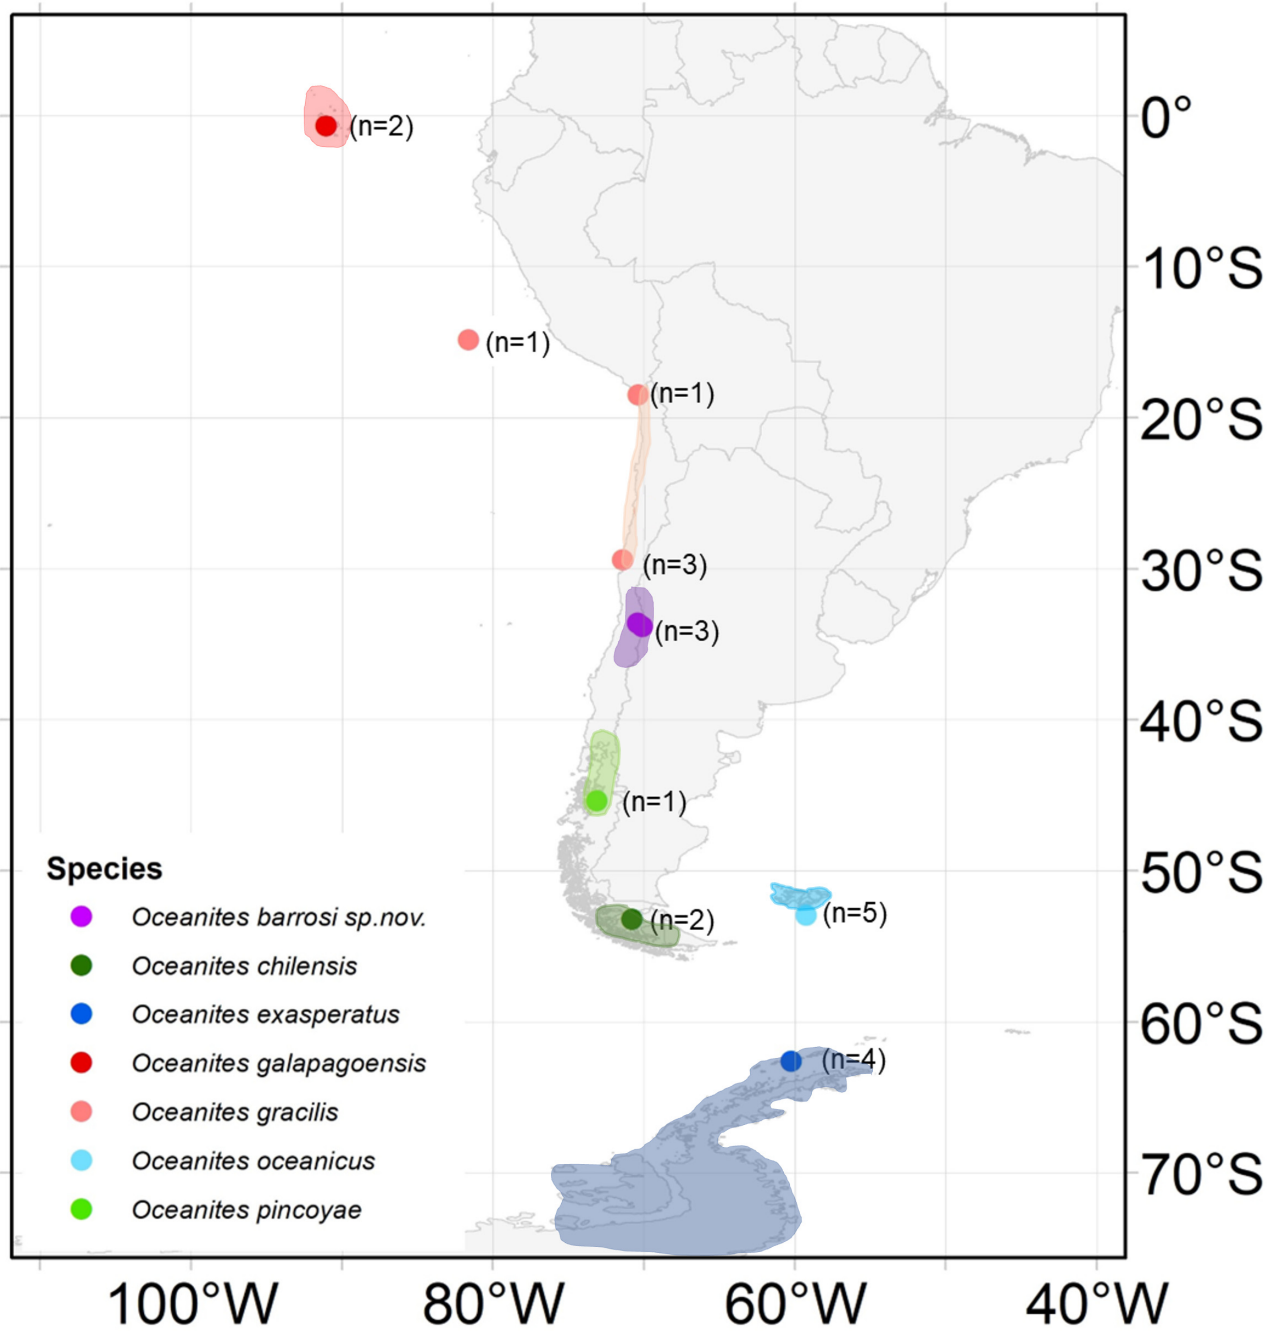 (n=2)
0°
10°S
(n=1)
(n=1)
20°S
(n=3)
30°S
(n=3)
40°S
(n=1)
50°S
(n=5)
(n=2)
60°S
(n=4)
70°S
Species
Oceanites barrosi sp.nov.
Oceanites chilensis
Oceanites exasperatus
Oceanites galapagoensis
Oceanites gracilis
Oceanites oceanicus
Oceanites pincoyae
100°W 80°W 60°W 40°W